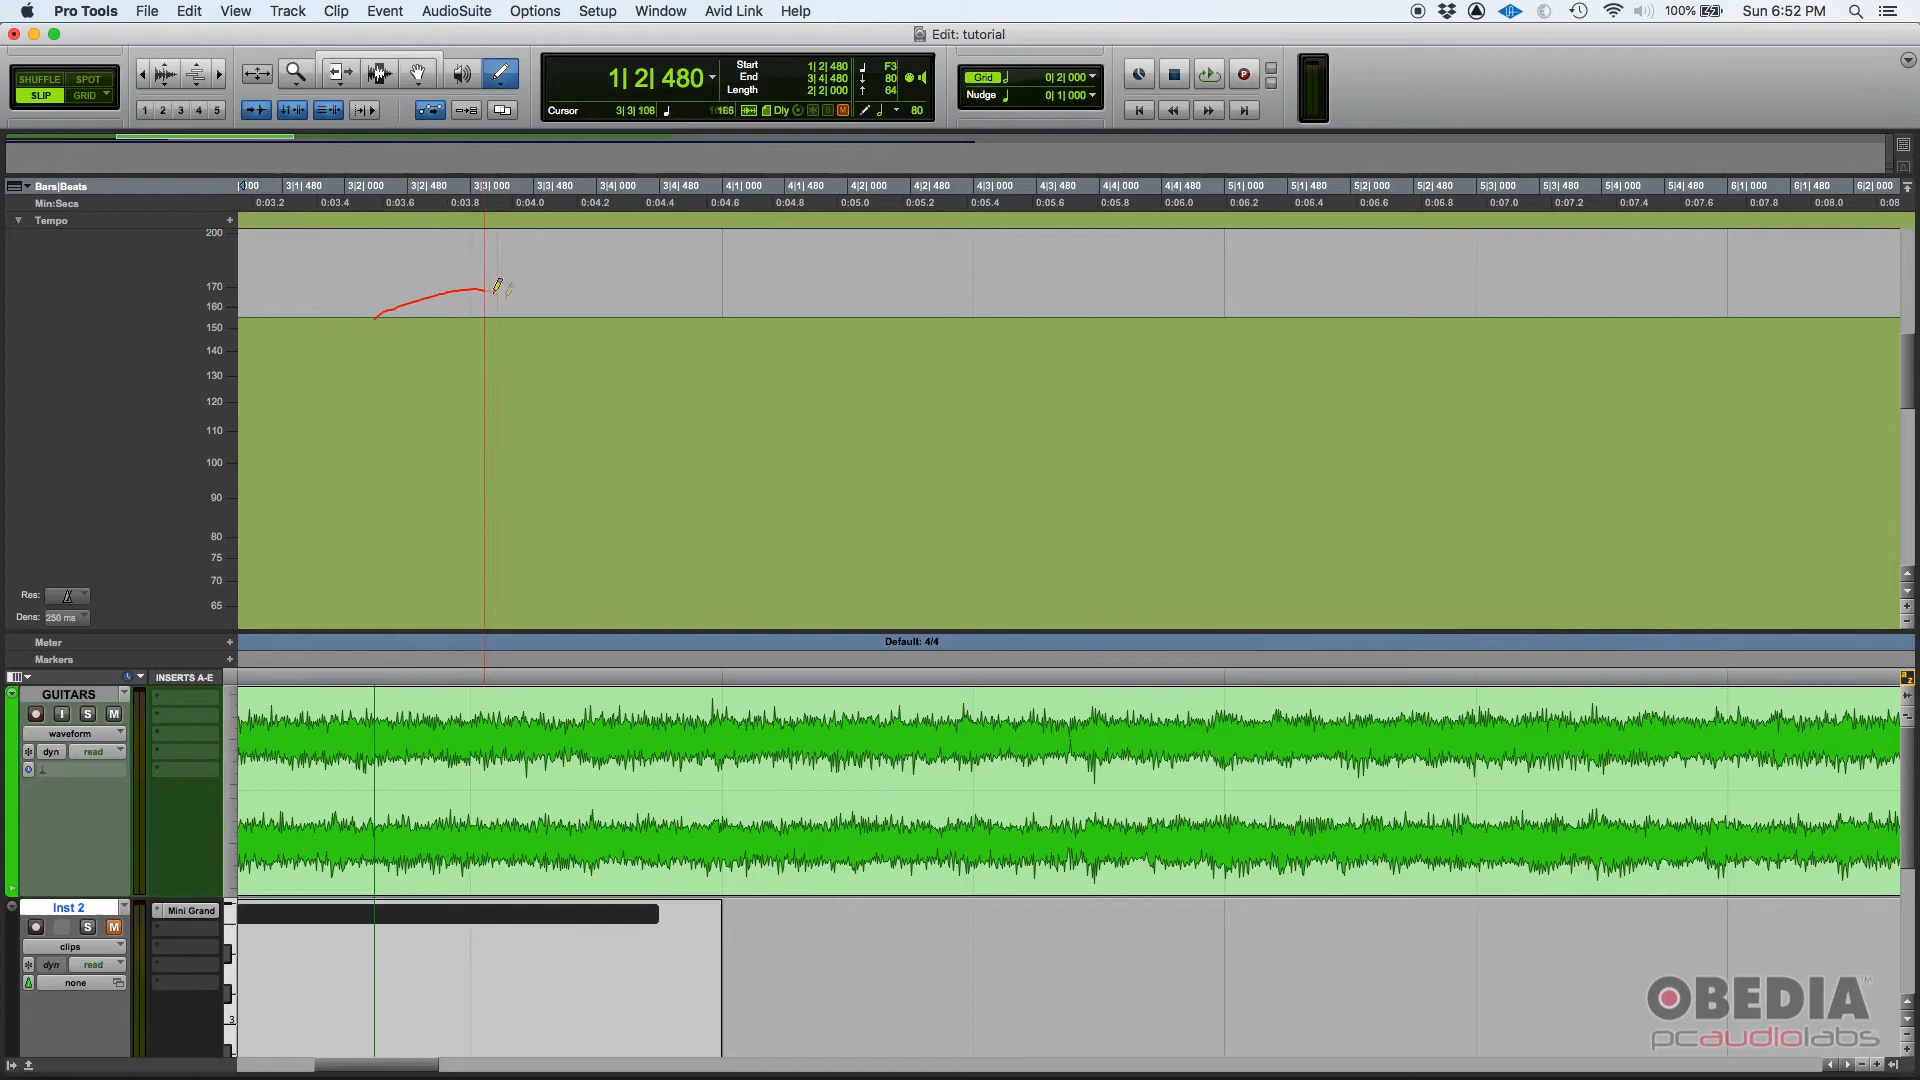 Pro Tools File Edit View Track Clip Event AudioSuite Options Setup Window Avid Link Help 100% Sun 6:52 PM
Edit: tutorial
SHUFFLE SPOT
SLIP GRID
1 2 3 4 5
1| 2| 480
Start 1| 2| 480
End 3| 4| 480
Length 2| 2| 000
F3
80
64
Cursor 3| 3| 106
Dly
80
Grid 0| 2| 000
Nudge 0| 1| 000
Bars|Beats 000 3|1| 480 3|2| 000 3|2| 480 3|3| 000 3|3| 480 3|4| 000 3|4| 480 4|1| 000 4|1| 480 4|2| 000 4|2| 480 4|3| 000 4|3| 480 4|4| 000 4|4| 480 5|1| 000 5|1| 480 5|2| 000 5|2| 480 5|3| 000 5|3| 480 5|4| 000 5|4| 480 6|1| 000 6|1| 480 6|2| 000
Min:Secs 0:03.2 0:03.4 0:03.6 0:03.8 0:04.0 0:04.2 0:04.4 0:04.6 0:04.8 0:05.0 0:05.2 0:05.4 0:05.6 0:05.8 0:06.0 0:06.2 0:06.4 0:06.6 0:06.8 0:07.0 0:07.2 0:07.4 0:07.6 0:07.8 0:08.0 0:08
Tempo
200
170
160
150
140
130
120
110
100
90
80
75
70
65
Res:
Dens: 250 ms
Meter Default: 4/4
Markers
INSERTS A-E
GUITARS
I S M
waveform
dyn read
Inst 2 Mini Grand
S M
clips
dyn read
none
3
OBEDIA™
pcaudiolabs